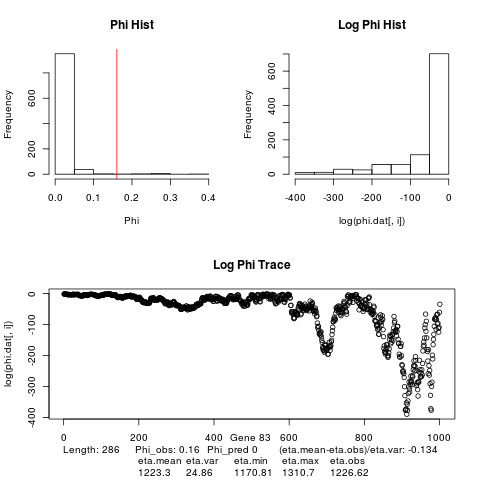 Phi Hist
Log Phi Hist
Frequency
0 200 600
0.0 0.1 0.2 0.3 0.4
Phi
Frequency
0 200 600
-400 -300 -200 -100 0
log(phi.dat[, i])
Log Phi Trace
log(phi.dat[, i])
0 -100 -200 -300 -400
0 200 400 600 800 1000
Gene 83
Length: 286 Phi_obs: 0.16 Phi_pred 0 (eta.mean-eta.obs)/eta.var: -0.134
eta.mean eta.var eta.min eta.max eta.obs
1223.3 24.86 1170.81 1310.7 1226.62